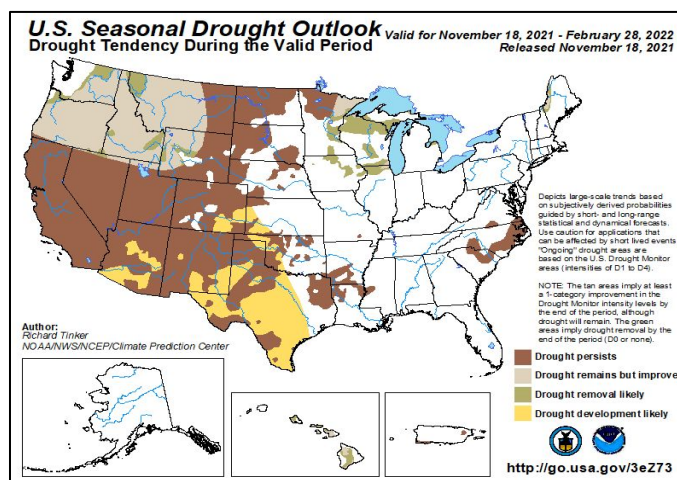 U.S. Seasonal Drought Outlook
Drought Tendency During the Valid Period
Valid for November 18, 2021 - February 28, 2022
Released November 18, 2021
Depicts large-scale trends based
on subjectively derived probabilities
guided by short- and long-range
statistical and dynamical forecasts.
Use caution for applications that
can be affected by short lived events.
"Ongoing" drought areas are
based on the U.S. Drought Monitor
areas (intensities of D1 to D4).
NOTE: The tan areas imply at least
a 1-category improvement in the
Drought Monitor intensity levels by
the end of the period, although
drought will remain. The green
areas imply drought removal by the
end of the period (D0 or none).
Author:
Richard Tinker
NOAA/NWS/NCEP/Climate Prediction Center
Drought persists
Drought remains but improve
Drought removal likely
Drought development likely
http://go.usa.gov/3eZ73